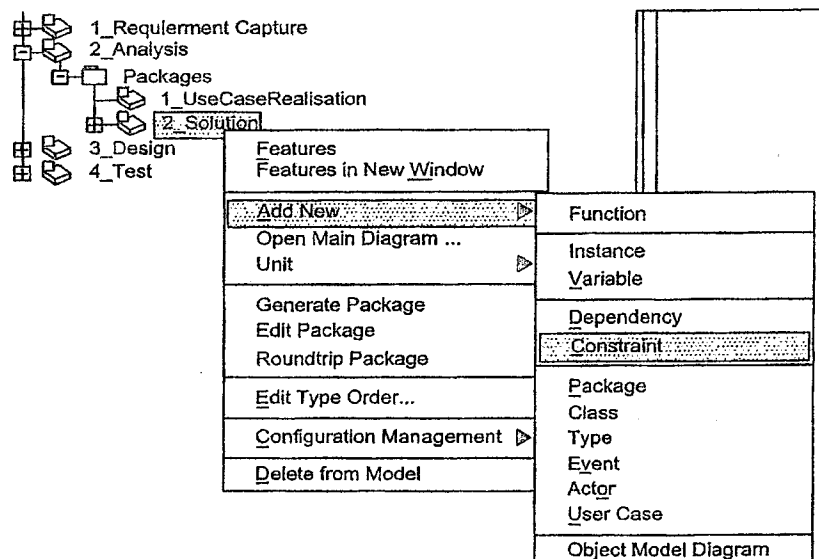 1_Requlerment Capture
2_Analysis
Packages
1_UseCaseRealisation
2_Solution
3_Design
4_Test
Features
Features in New Window
Add New
Open Main Diagram ...
Unit
Generate Package
Edit Package
Roundtrip Package
Edit Type Order...
Configuration Management
Delete from Model
Function
Instance
Variable
Dependency
Constraint
Package
Class
Type
Event
Actor
User Case
Object Model Diagram